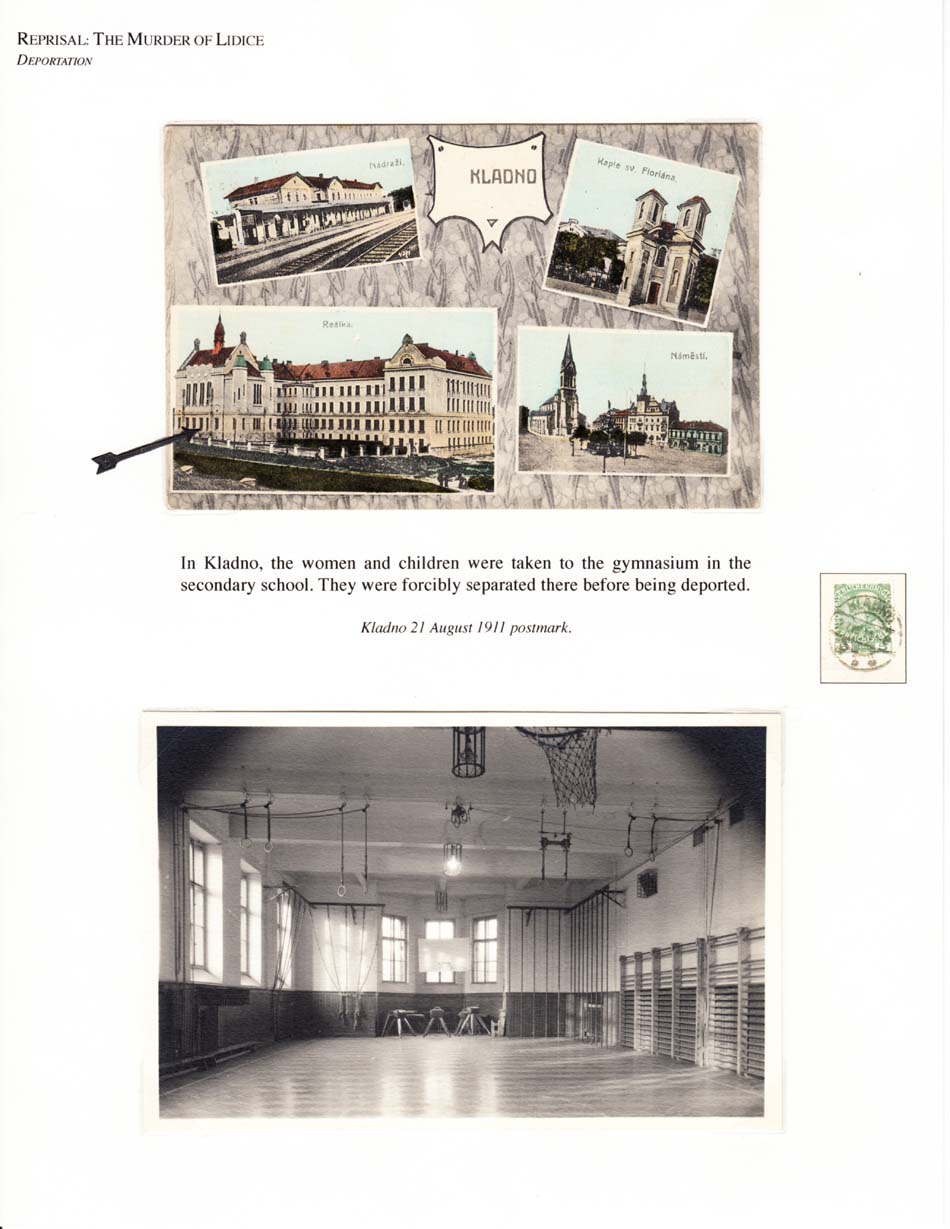 REPRISAL: THE MURDER OF LIDICE
DEPORTATION
Nádraží.
KLADNO
Kaple sv. Floriána.
Reálka.
Náměstí.
In Kladno, the women and children were taken to the gymnasium in the
secondary school. They were forcibly separated there before being deported.
Kladno 21 August 1911 postmark.
KLADNO